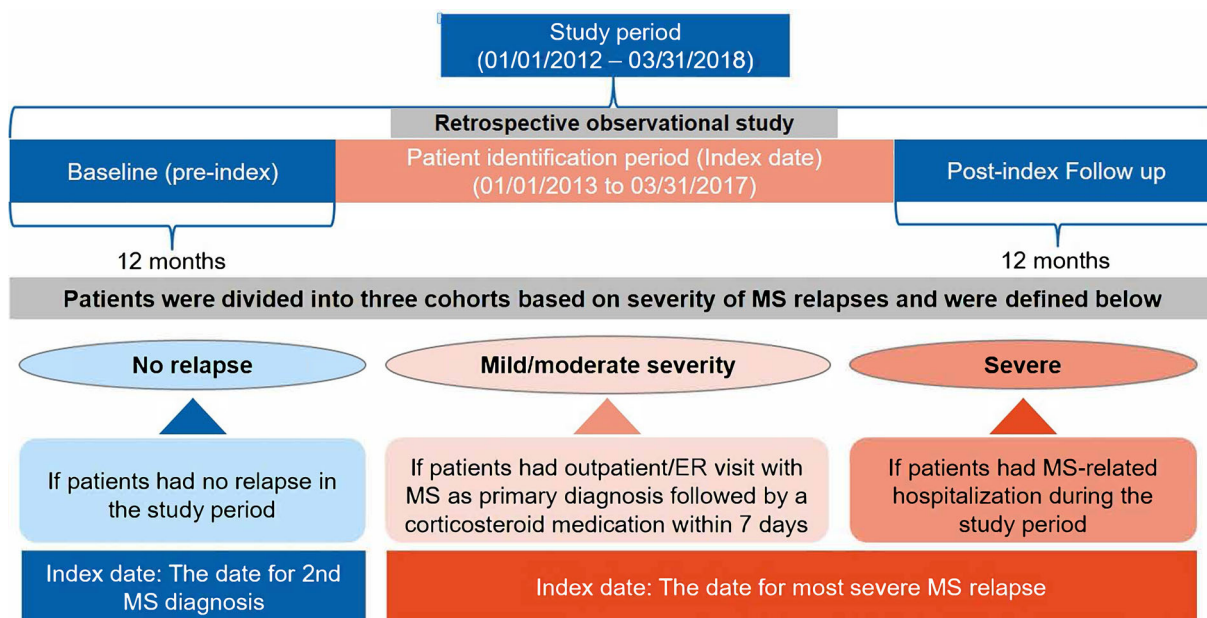 Study period
(01/01/2012 – 03/31/2018)
Retrospective observational study
Baseline (pre-index)
Patient identification period (Index date)
(01/01/2013 to 03/31/2017)
Post-index Follow up
12 months
12 months
Patients were divided into three cohorts based on severity of MS relapses and were defined below
No relapse
Mild/moderate severity
Severe
If patients had no relapse in
the study period
If patients had outpatient/ER visit with
MS as primary diagnosis followed by a
corticosteroid medication within 7 days
If patients had MS-related
hospitalization during the
study period
Index date: The date for 2nd
MS diagnosis
Index date: The date for most severe MS relapse